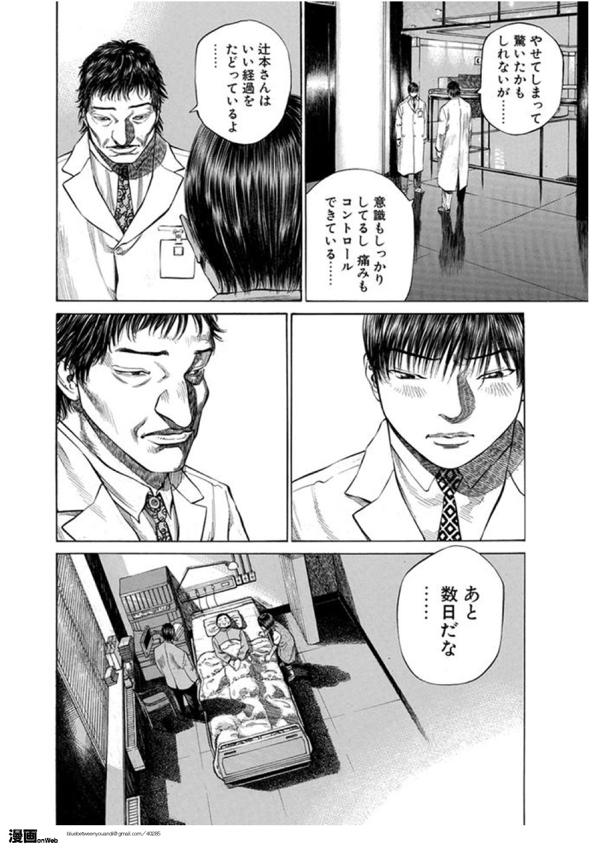 やせてしまって
驚いたかも
しれないが……
意識もしっかり
してるし 痛みも
コントロール
できている……
辻本さんは
いい経過を
たどっているよ
……
あと
数日だな
……
漫画onWeb
bluebetweenyouandi@gmail.com/40285